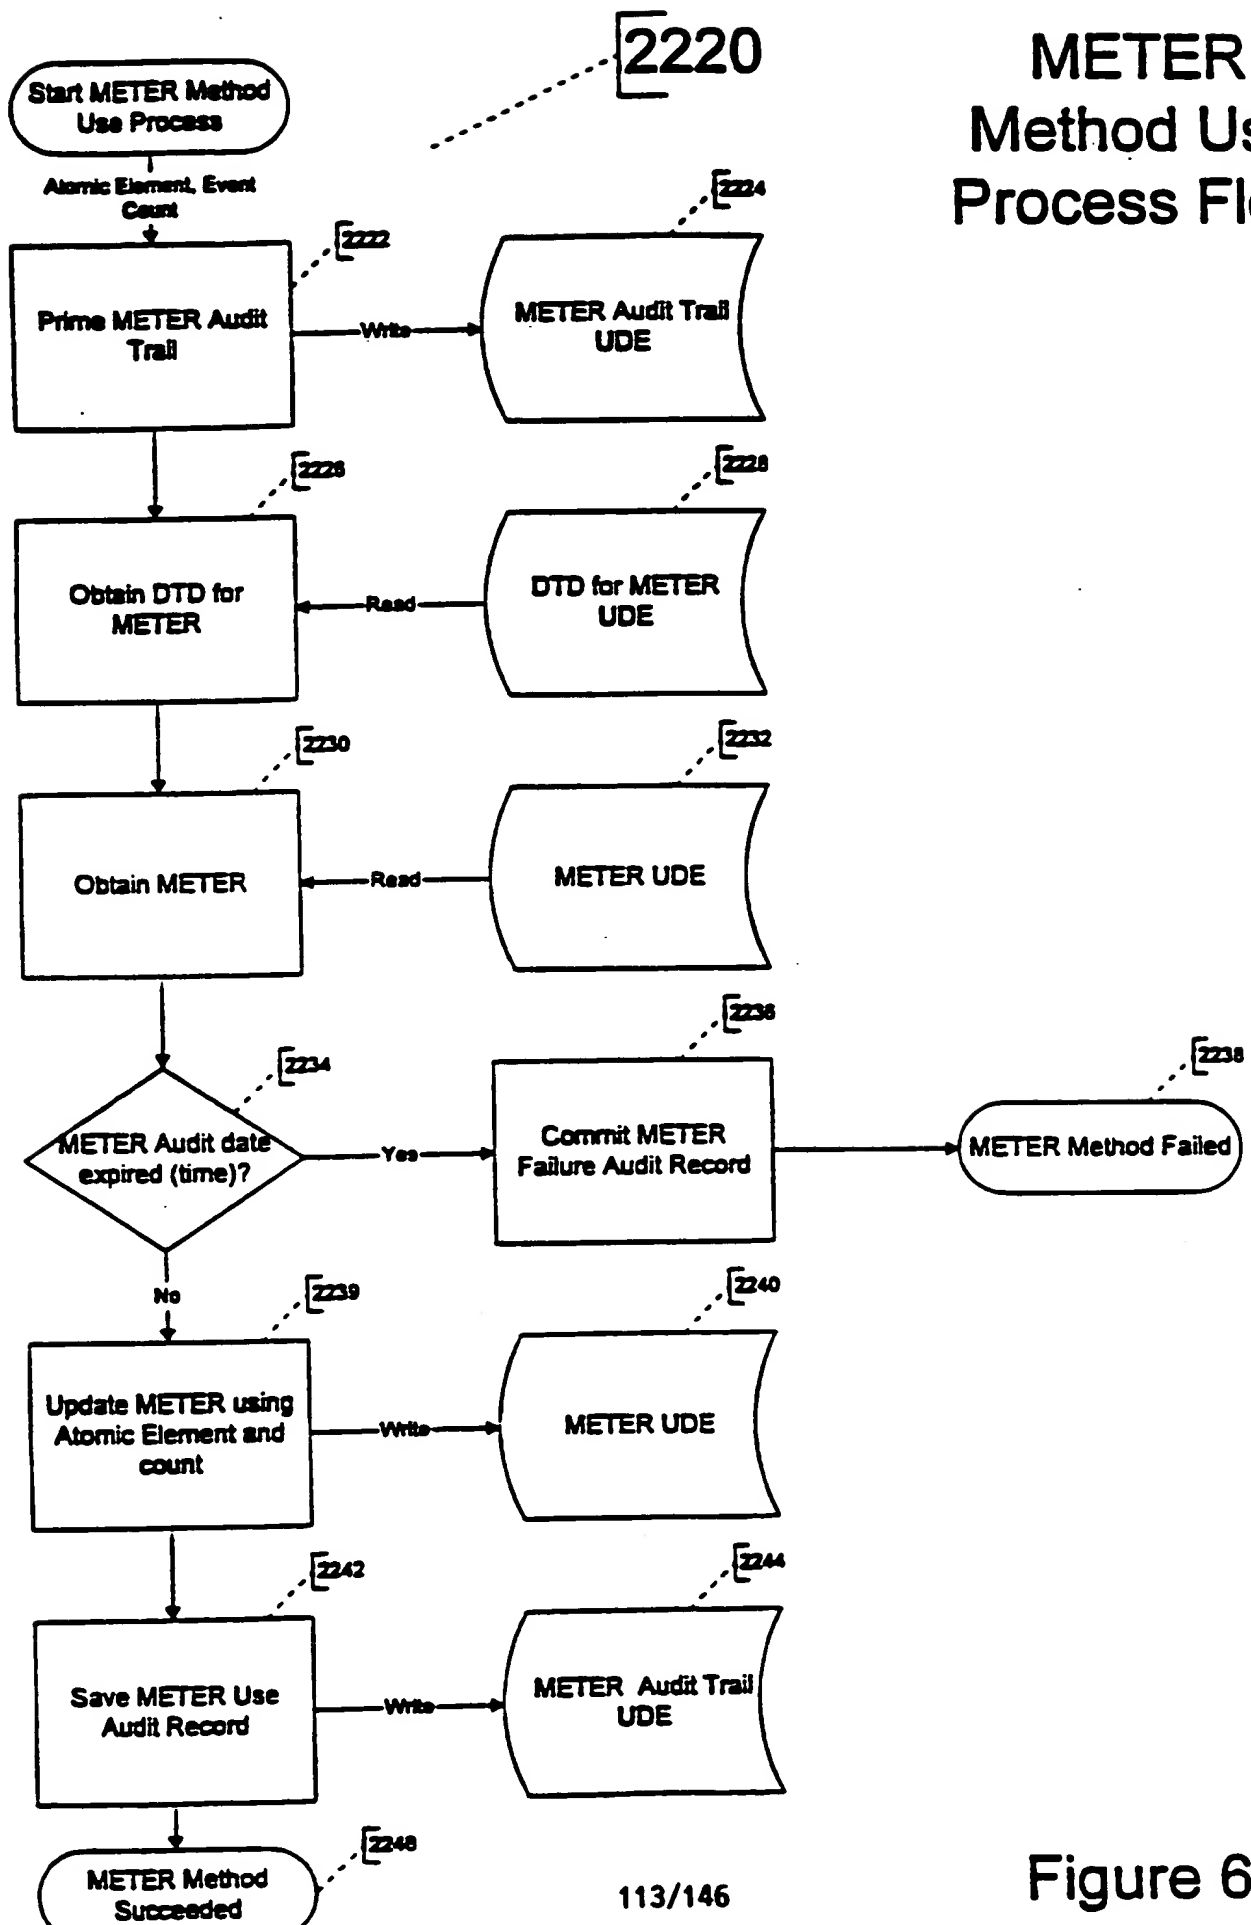 2220
METER
Method Us
Process Fl
Start METER Method
Use Process
Atomic Element, Event
Count
2222
2224
Prime METER Audit
Trail
Write
METER Audit Trail
UDE
2226
2228
Obtain DTD for
METER
Read
DTD for METER
UDE
2230
2232
Obtain METER
Read
METER UDE
2234
2236
2238
METER Audit date
expired (time)?
Yes
Commit METER
Failure Audit Record
METER Method Failed
No
2239
2240
Update METER using
Atomic Element and
count
Write
METER UDE
2242
2244
Save METER Use
Audit Record
Write
METER Audit Trail
UDE
2248
METER Method
Succeeded
113/146
Figure 6